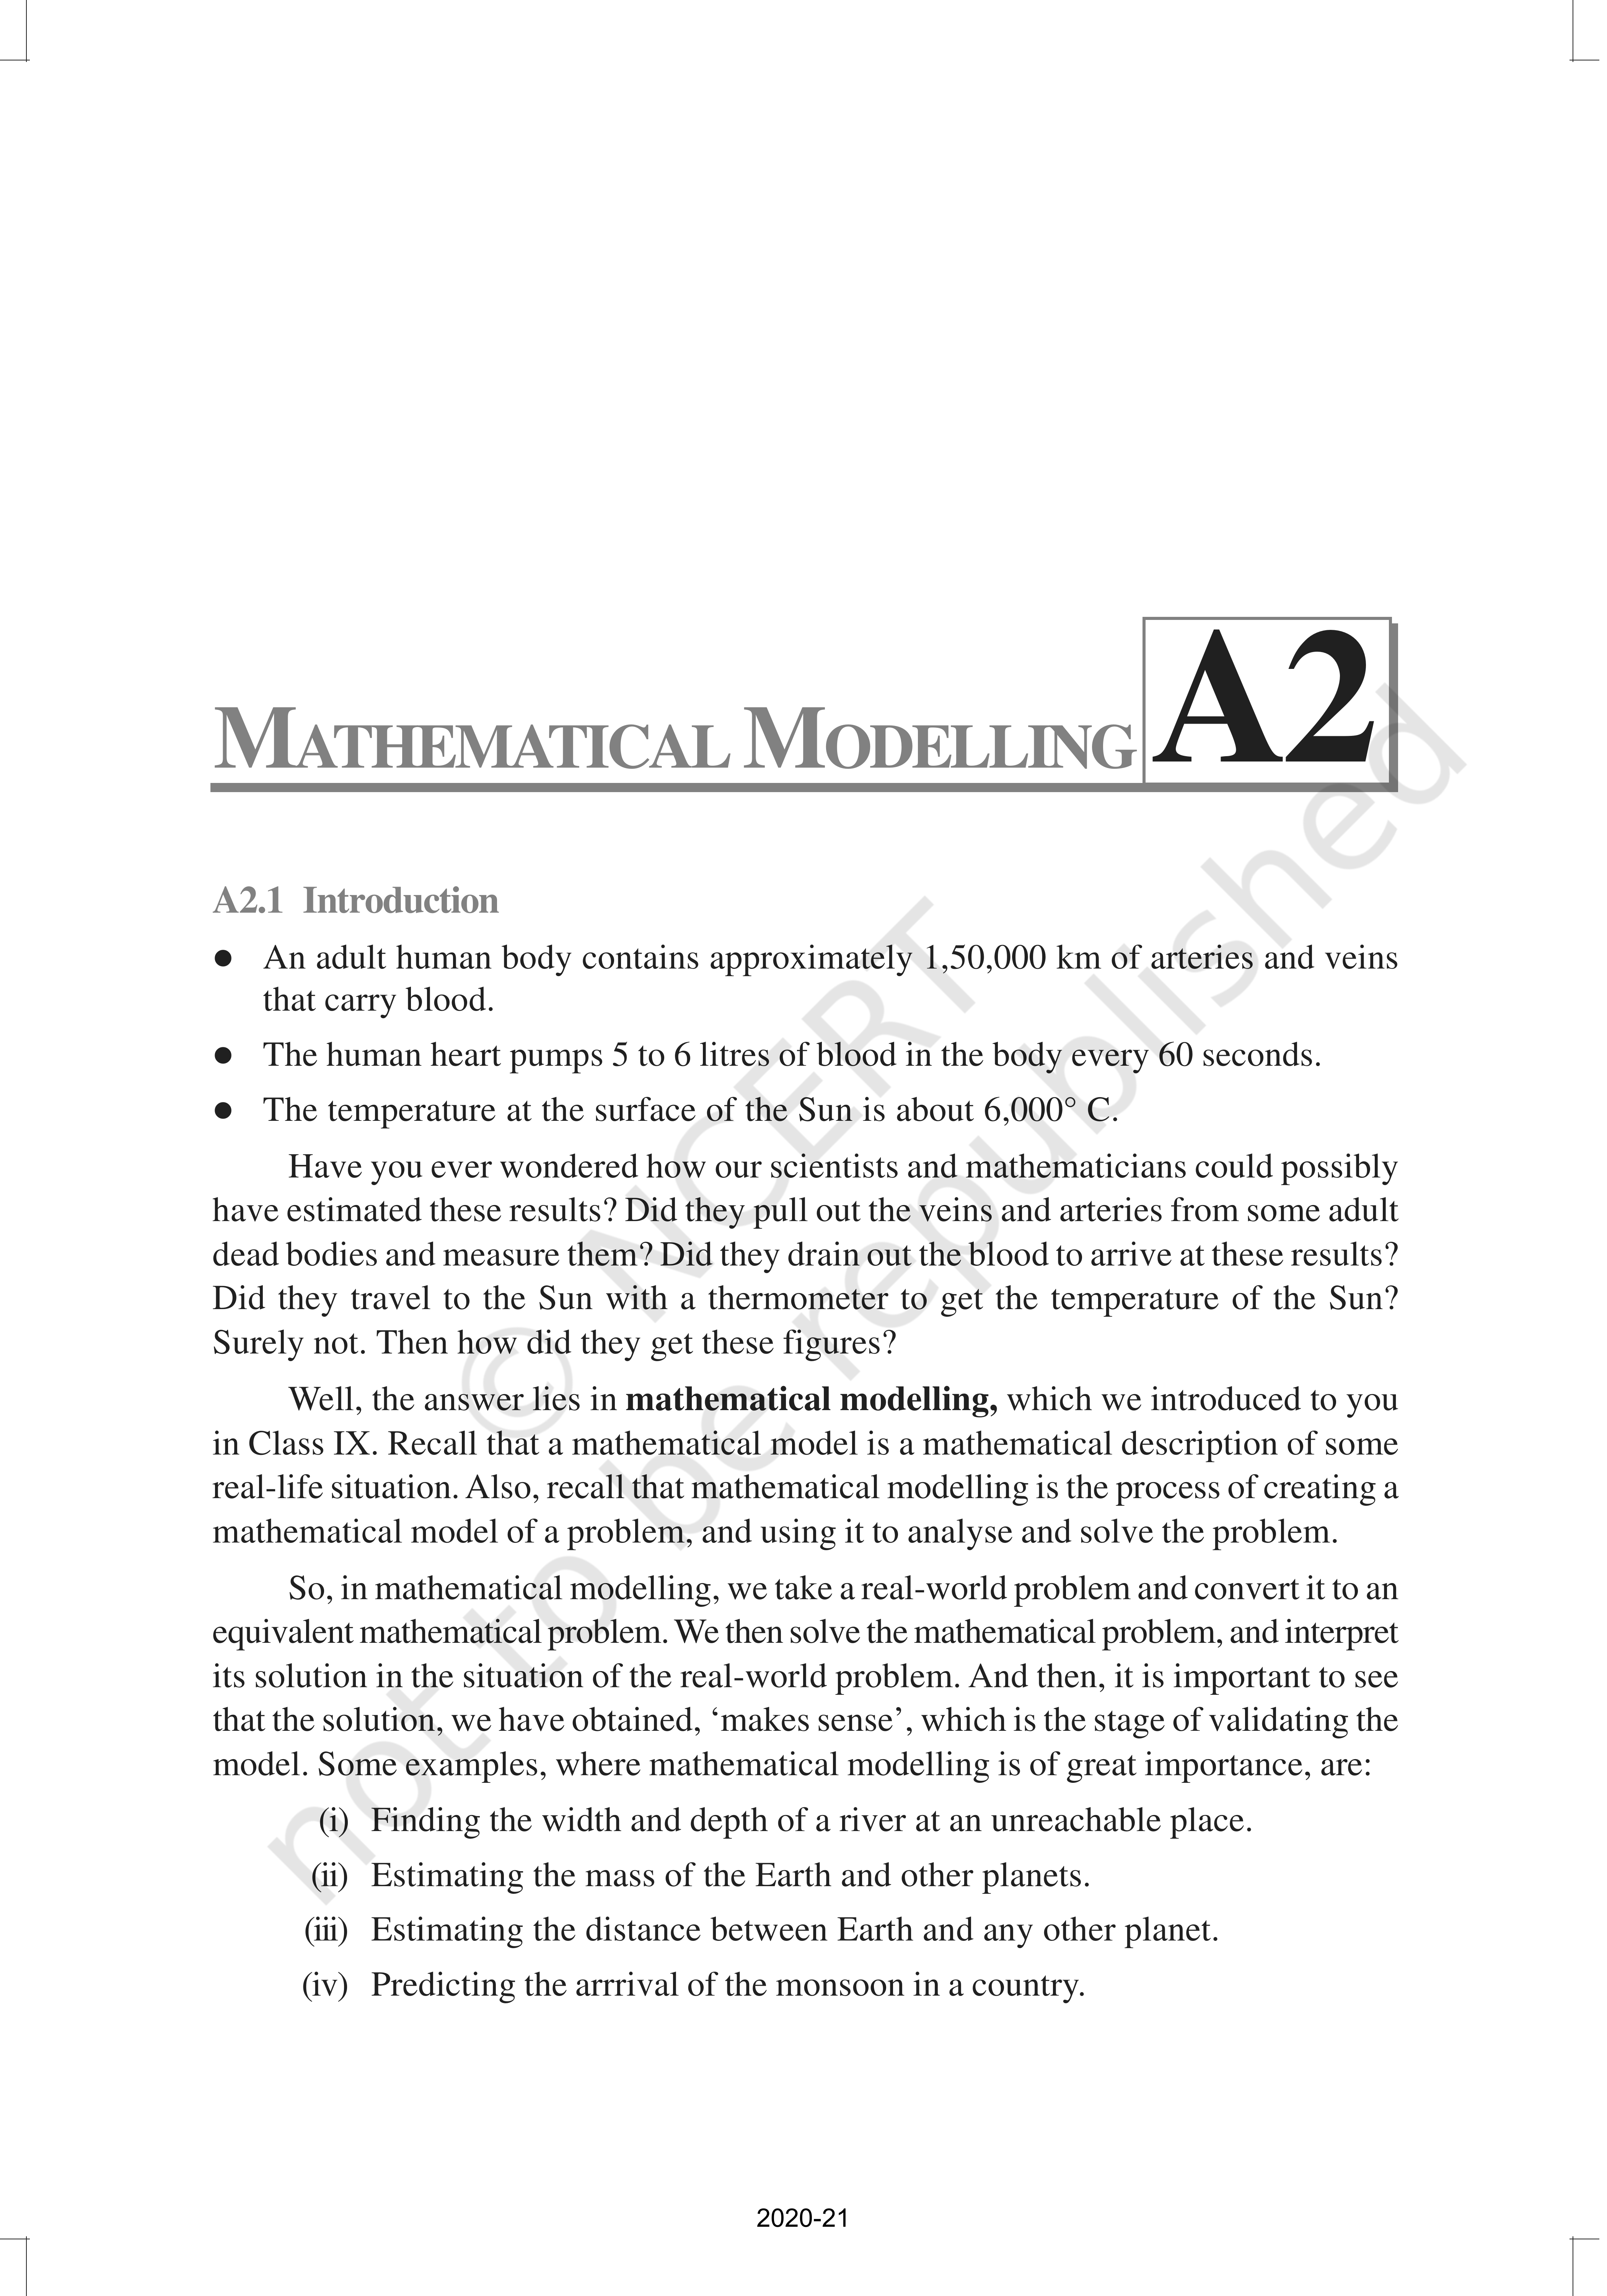 MATHEMATICAL MODELLING A2
A2.1 Introduction
● An adult human body contains approximately 1,50,000 km of arteries and veins
that carry blood.
● The human heart pumps 5 to 6 litres of blood in the body every 60 seconds.
● The temperature at the surface of the Sun is about 6,000° C.
Have you ever wondered how our scientists and mathematicians could possibly
have estimated these results? Did they pull out the veins and arteries from some adult
dead bodies and measure them? Did they drain out the blood to arrive at these results?
Did they travel to the Sun with a thermometer to get the temperature of the Sun?
Surely not. Then how did they get these figures?
Well, the answer lies in mathematical modelling, which we introduced to you
in Class IX. Recall that a mathematical model is a mathematical description of some
real-life situation. Also, recall that mathematical modelling is the process of creating a
mathematical model of a problem, and using it to analyse and solve the problem.
So, in mathematical modelling, we take a real-world problem and convert it to an
equivalent mathematical problem. We then solve the mathematical problem, and interpret
its solution in the situation of the real-world problem. And then, it is important to see
that the solution, we have obtained, ‘makes sense’, which is the stage of validating the
model. Some examples, where mathematical modelling is of great importance, are:
(i) Finding the width and depth of a river at an unreachable place.
(ii) Estimating the mass of the Earth and other planets.
(iii) Estimating the distance between Earth and any other planet.
(iv) Predicting the arrrival of the monsoon in a country.
© NCERT
not to be republished
2020-21